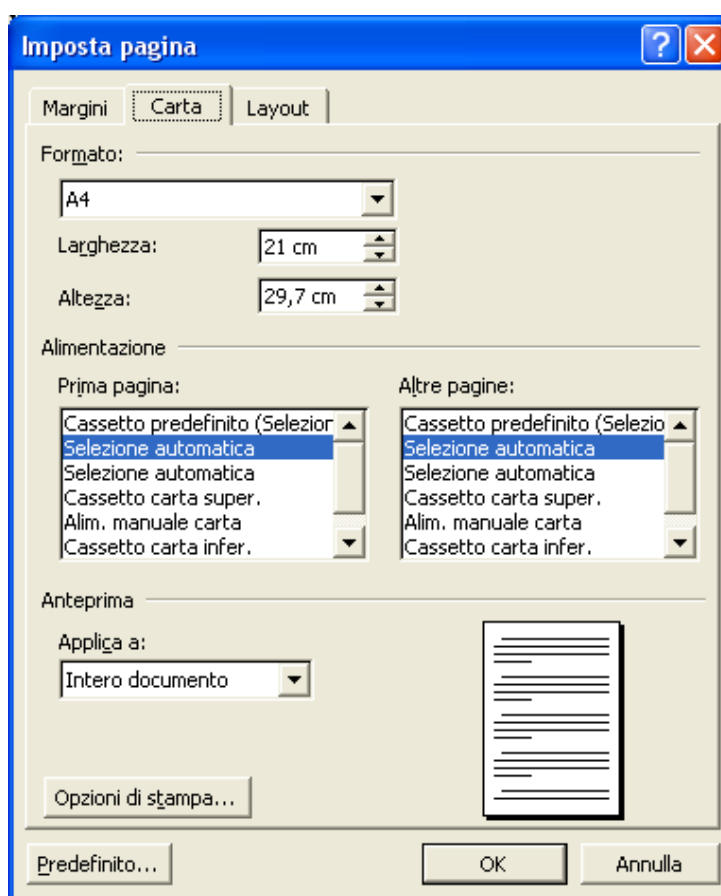 Imposta pagina
Margini Carta Layout
Formato:
A4
Larghezza: 21 cm
Altezza: 29,7 cm
Alimentazione
Prima pagina:
Cassetto predefinito (Selezior
Selezione automatica
Selezione automatica
Cassetto carta super.
Alim. manuale carta
Cassetto carta infer.
Altre pagine:
Cassetto predefinito (Selezio
Selezione automatica
Selezione automatica
Cassetto carta super.
Alim. manuale carta
Cassetto carta infer.
Anteprima
Applica a:
Intero documento
Opzioni di stampa...
Predefinito... OK Annulla